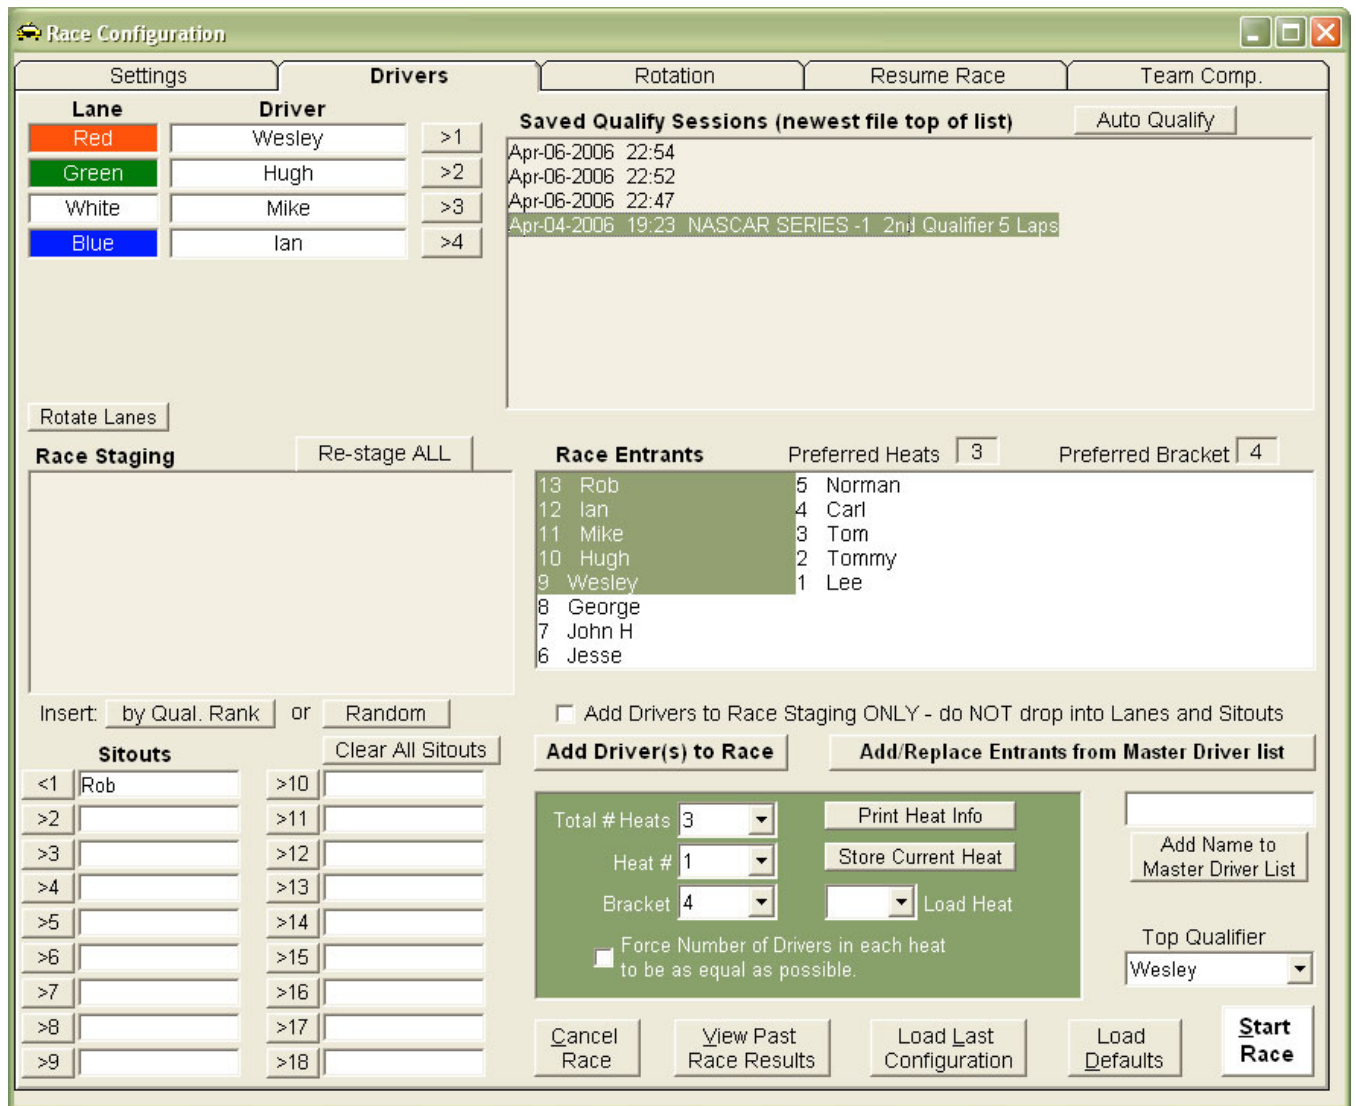 Race Configuration
Settings
Drivers
Rotation
Resume Race
Team Comp.
Lane Driver
Red Wesley >1
Green Hugh >2
White Mike >3
Blue Ian >4
Rotate Lanes
Saved Qualify Sessions (newest file top of list)
Auto Qualify
Apr-06-2006 22:54
Apr-06-2006 22:52
Apr-06-2006 22:47
Apr-04-2006 19:23 NASCAR SERIES -1 2nd Qualifier 5 Laps
Race Staging
Re-stage ALL
Race Entrants
Preferred Heats 3
Preferred Bracket 4
13 Rob
12 Ian
11 Mike
10 Hugh
9 Wesley
8 George
7 John H
6 Jesse
5 Norman
4 Carl
3 Tom
2 Tommy
1 Lee
Insert: by Qual. Rank or Random
Add Drivers to Race Staging ONLY - do NOT drop into Lanes and Sitouts
Sitouts
Clear All Sitouts
Add Driver(s) to Race
Add/Replace Entrants from Master Driver list
<1 Rob
>2
>3
>4
>5
>6
>7
>8
>9
>10
>11
>12
>13
>14
>15
>16
>17
>18
Total # Heats 3
Heat # 1
Bracket 4
Print Heat Info
Store Current Heat
Load Heat
Force Number of Drivers in each heat
to be as equal as possible.
Add Name to
Master Driver List
Top Qualifier
Wesley
Cancel
Race
View Past
Race Results
Load Last
Configuration
Load
Defaults
Start
Race